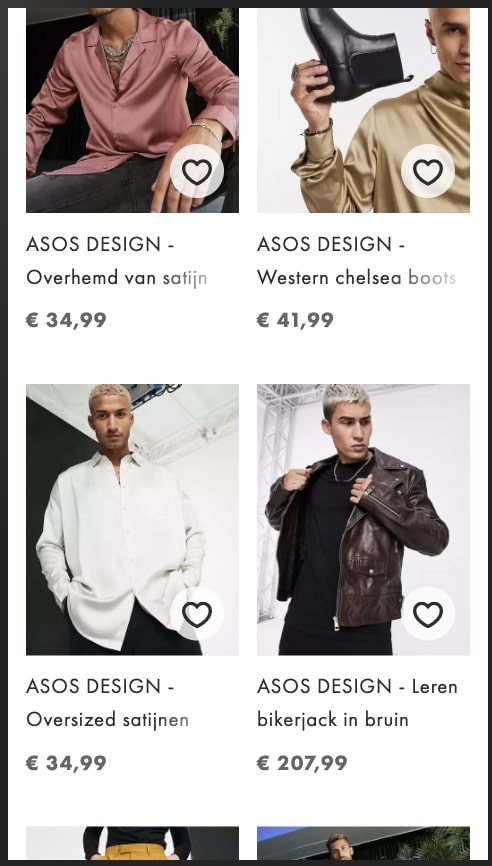 ASOS DESIGN -
Overhemd van satijn
€ 34,99
ASOS DESIGN -
Western chelsea boots
€ 41,99
ASOS DESIGN -
Oversized satijnen
€ 34,99
ASOS DESIGN - Leren
bikerjack in bruin
€ 207,99